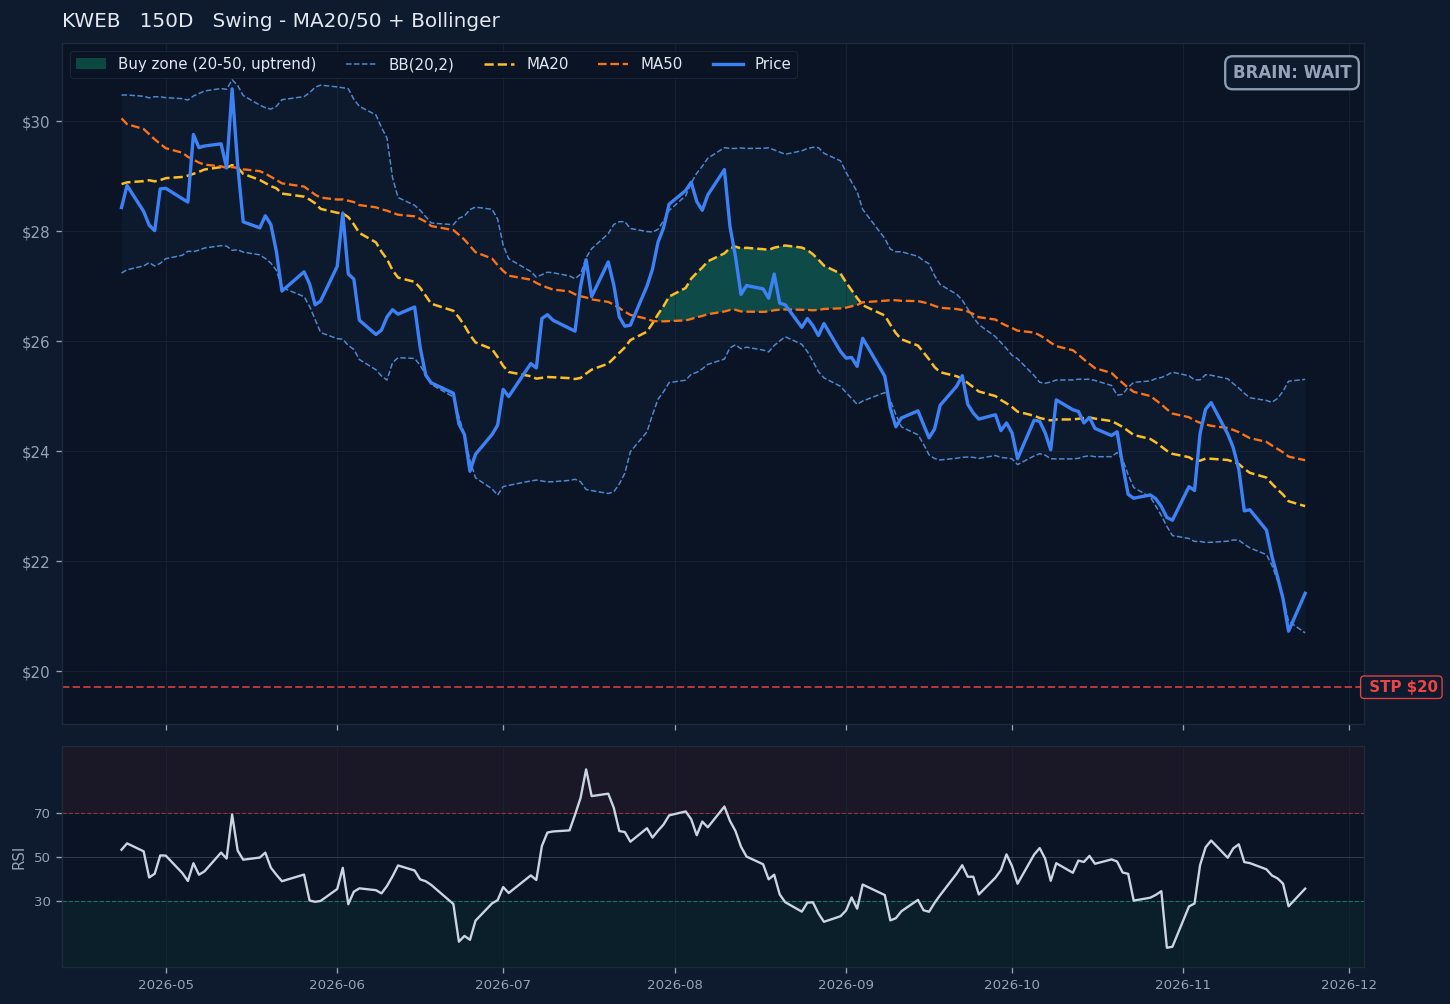 KWEB 150D Swing - MA20/50 + Bollinger
Buy zone (20-50, uptrend) BB(20,2) MA20 MA50 Price
BRAIN: WAIT
$30
$28
$26
$24
$22
$20
STP $20
70
50
30
RSI
2026-05 2026-06 2026-07 2026-08 2026-09 2026-10 2026-11 2026-12